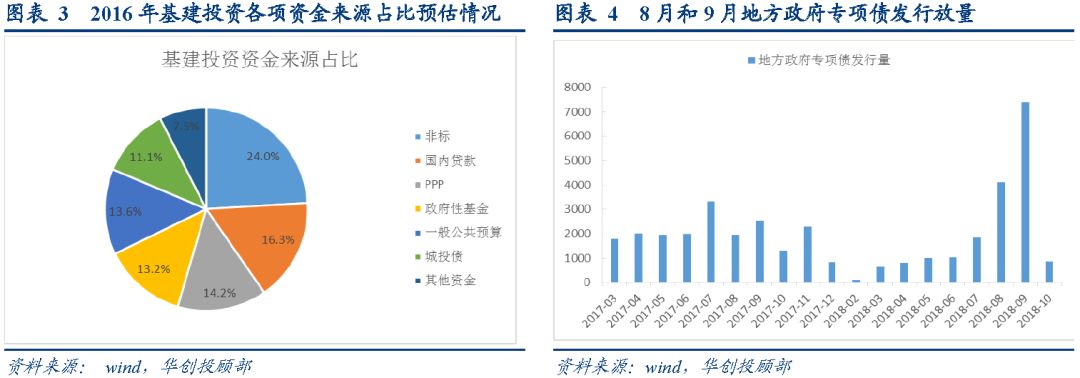 图表 3 2016年基建投资各项资金来源占比预估情况
基建投资资金来源占比
7.5%
24.0%
11.1%
13.6%
16.3%
13.2%
14.2%
非标
国内贷款
PPP
政府性基金
一般公共预算
城投债
其他资金
资料来源： wind，华创投顾部
图表 4 8月和9月地方政府专项债发行放量
地方政府专项债发行量
8000
7000
6000
5000
4000
3000
2000
1000
0
2017-03
2017-04
2017-05
2017-06
2017-07
2017-08
2017-09
2017-10
2017-11
2017-12
2018-02
2018-03
2018-04
2018-05
2018-06
2018-07
2018-08
2018-09
2018-10
资料来源：wind，华创投顾部